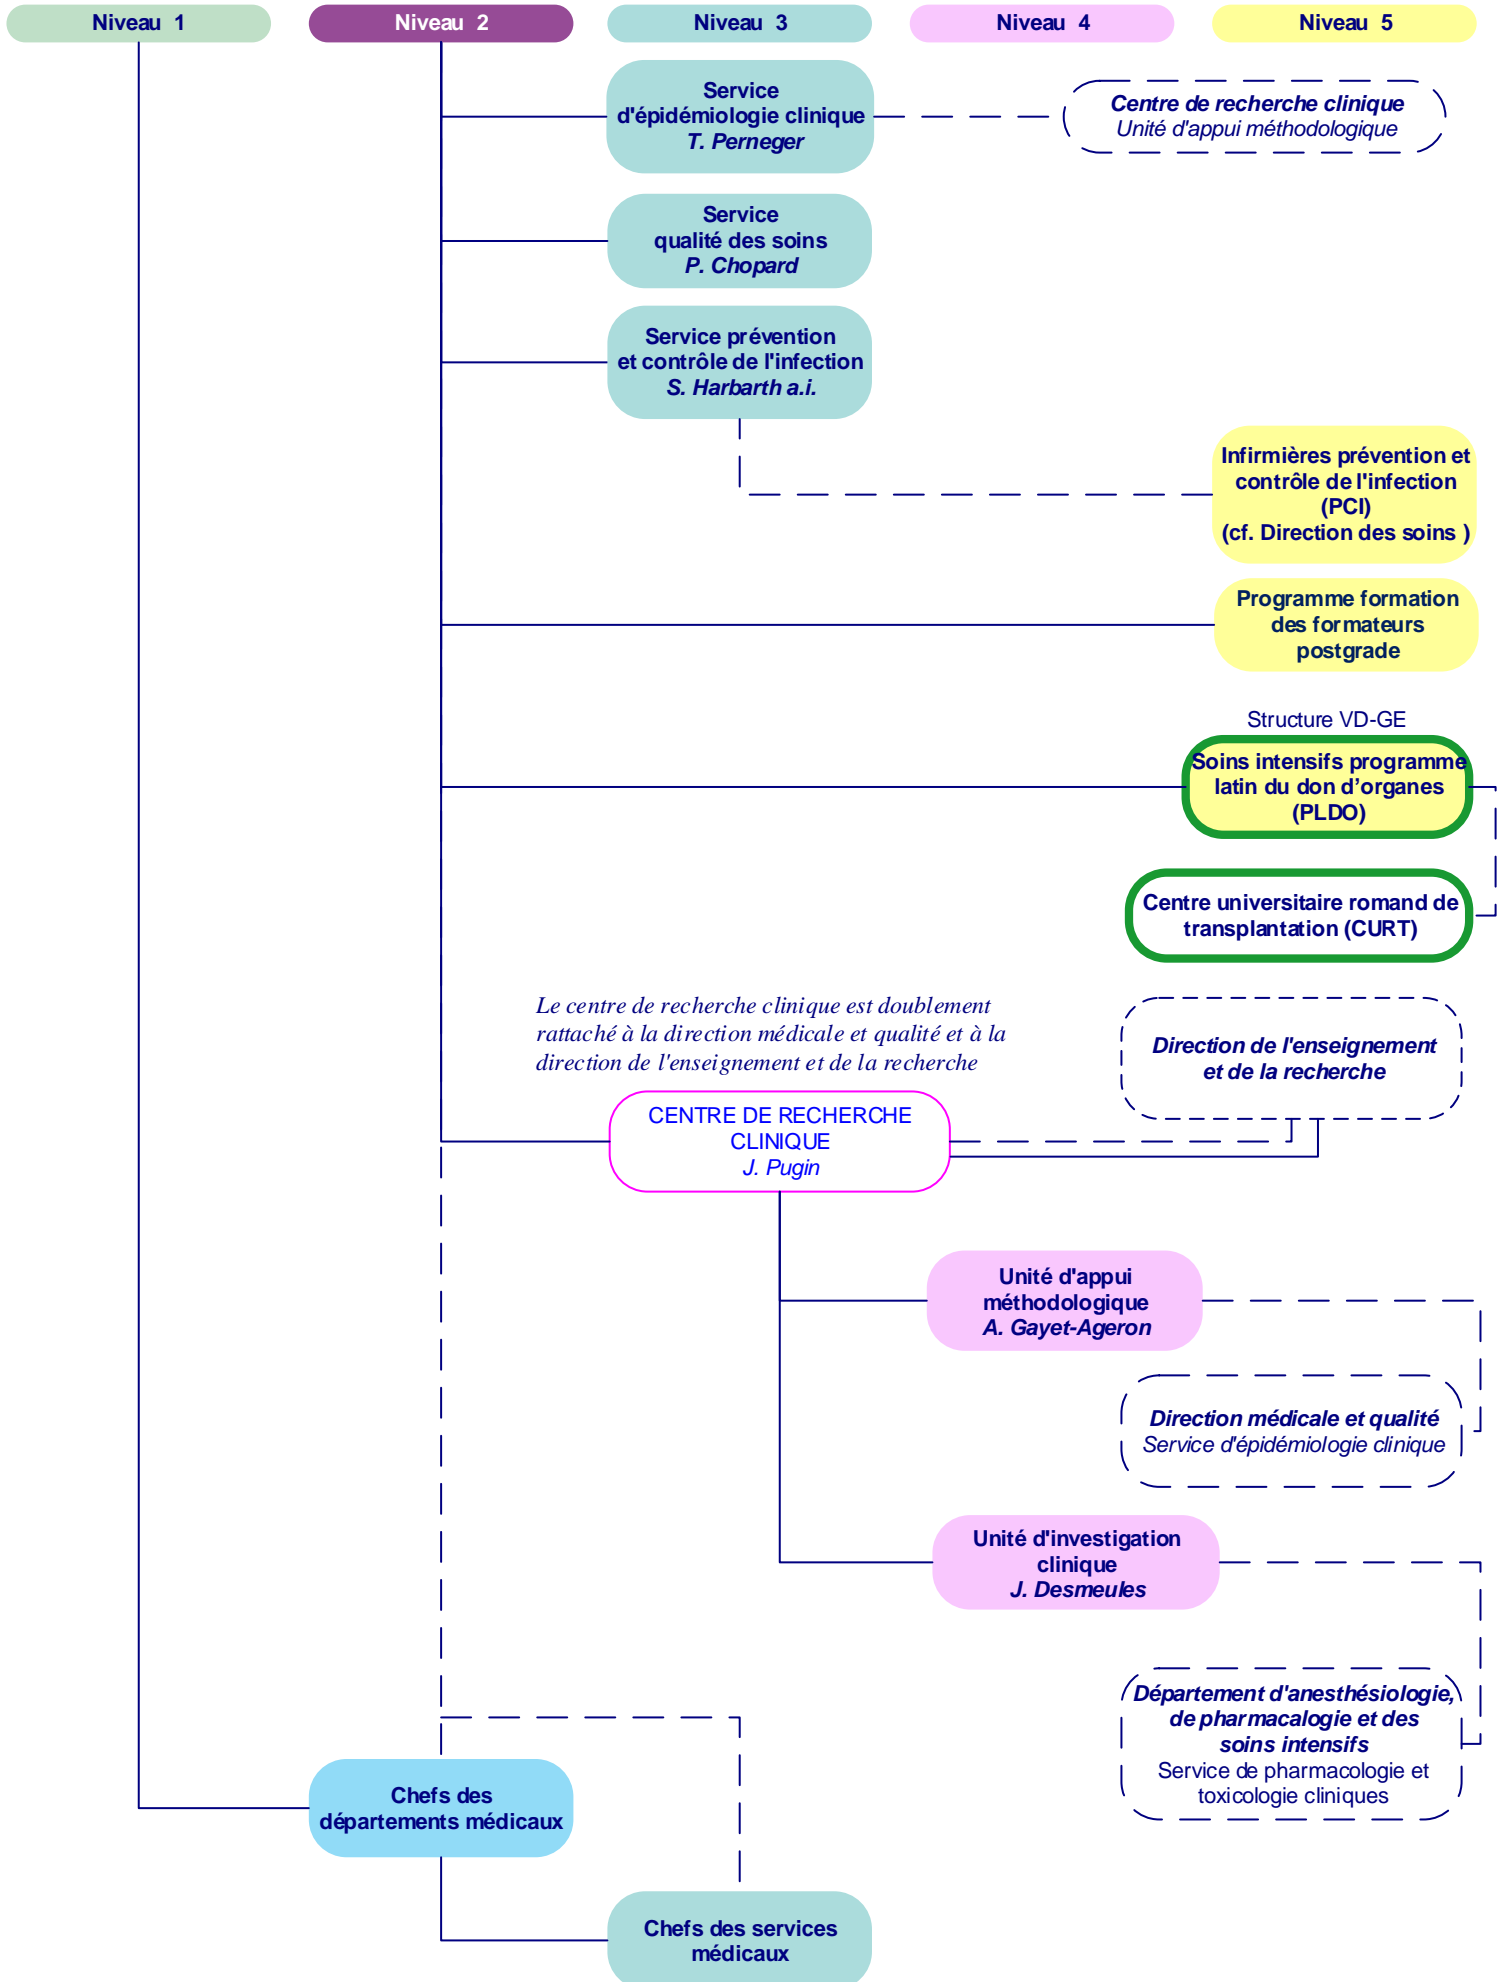 Niveau 1
Niveau 2
Niveau 3
Niveau 4
Niveau 5
Service
d'épidémiologie clinique
T. Perneger
Centre de recherche clinique
Unité d'appui méthodologique
Service
qualité des soins
P. Chopard
Service prévention
et contrôle de l'infection
S. Harbarth a.i.
Infirmières prévention et
contrôle de l'infection
(PCI)
(cf. Direction des soins )
Programme formation
des formateurs
postgrade
Structure VD-GE
Soins intensifs programme
latin du don d’organes
(PLDO)
Centre universitaire romand de
transplantation (CURT)
Le centre de recherche clinique est doublement
rattaché à la direction médicale et qualité et à la
direction de l'enseignement et de la recherche
Direction de l'enseignement
et de la recherche
CENTRE DE RECHERCHE
CLINIQUE
J. Pugin
Unité d'appui
méthodologique
A. Gayet-Ageron
Direction médicale et qualité
Service d'épidémiologie clinique
Unité d'investigation
clinique
J. Desmeules
Département d'anesthésiologie,
de pharmacalogie et des
soins intensifs
Service de pharmacologie et
toxicologie cliniques
Chefs des
départements médicaux
Chefs des services
médicaux